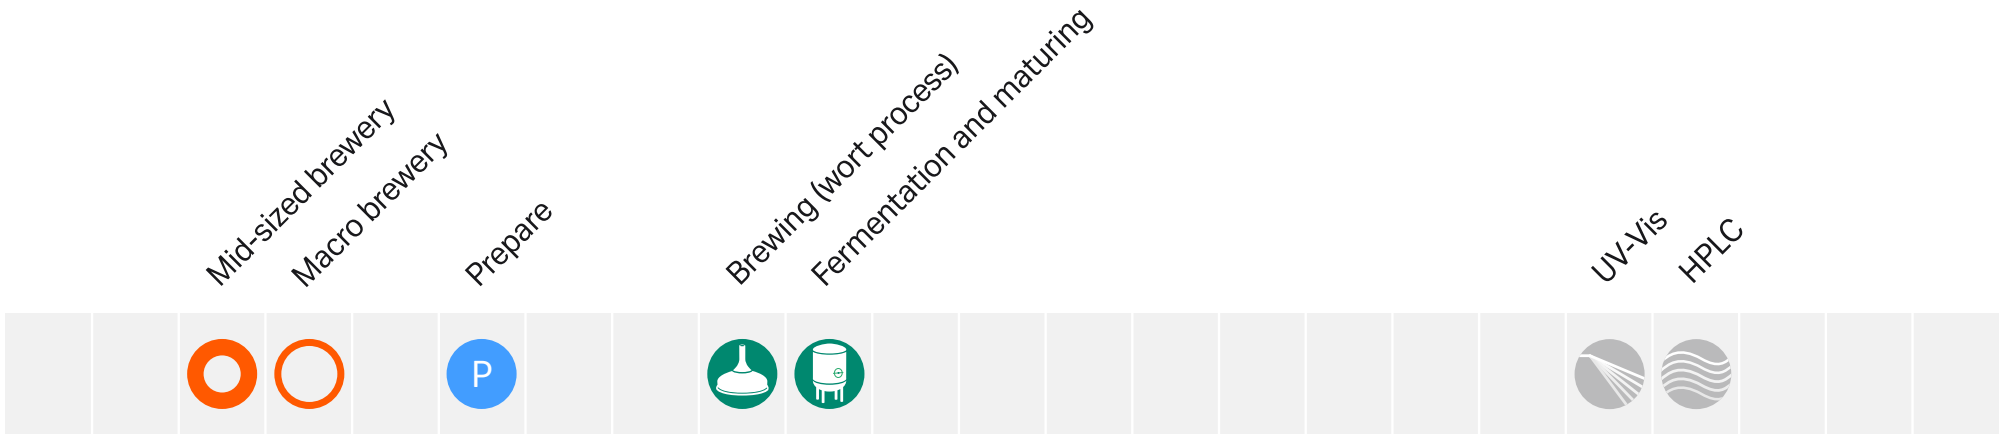 Mid-sized brewery
Macro brewery
Prepare
Brewing (wort process)
Fermentation and maturing
UV-Vis
HPLC
P